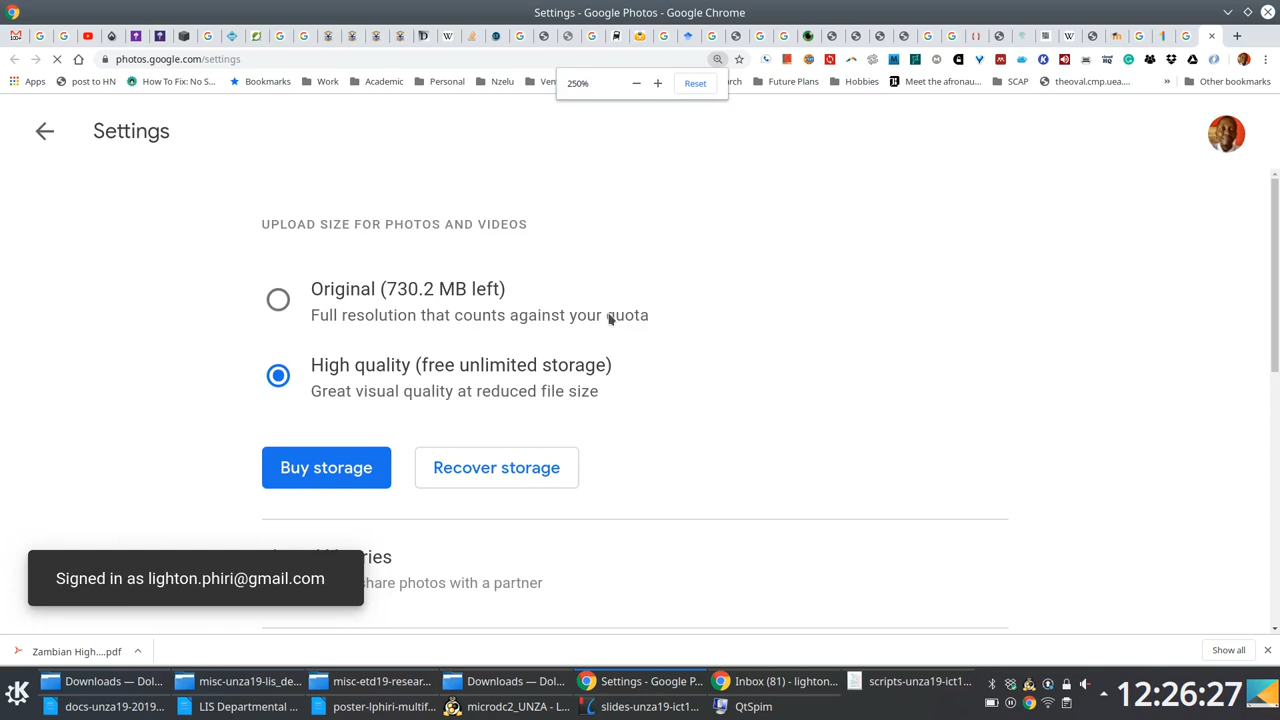 Settings - Google Photos - Google Chrome
photos.google.com/settings
Apps
post to HN
How To Fix: No S...
Bookmarks
Work
Academic
Personal
Nzelu
Ven
rch
Future Plans
Hobbies
Meet the afronau...
SCAP
theoval.cmp.uea....
»
Other bookmarks
250%
Reset
Settings
UPLOAD SIZE FOR PHOTOS AND VIDEOS
Original (730.2 MB left)
Full resolution that counts against your quota
High quality (free unlimited storage)
Great visual quality at reduced file size
Buy storage
Recover storage
ries
share photos with a partner
Signed in as lighton.phiri@gmail.com
Zambian High....pdf
Show all
Downloads — Dol...
misc-unza19-lis_de...
misc-etd19-resear...
Downloads — Dol...
Settings - Google P...
Inbox (81) - lighton...
scripts-unza19-ict1...
docs-unza19-2019...
LIS Departmental ...
poster-lphiri-multif...
microdc2_UNZA – L...
slides-unza19-ict1...
QtSpim
12:26:27